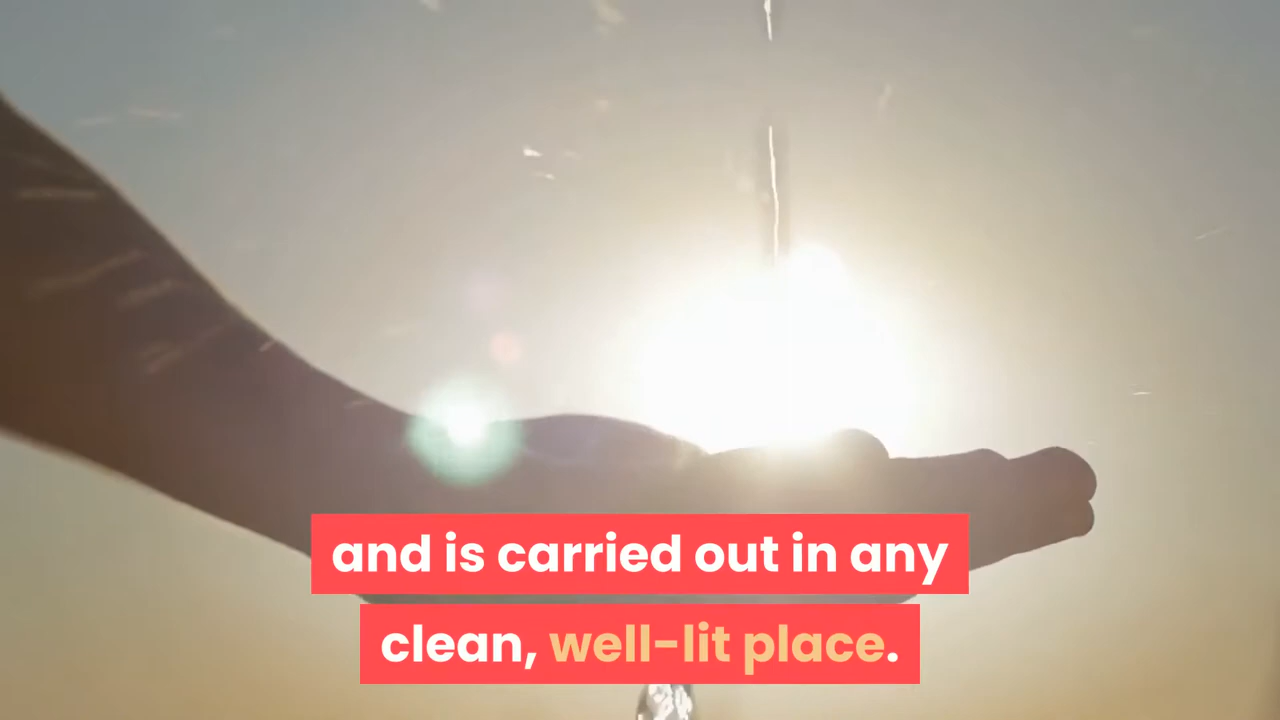 and is carried out in any
clean, well-lit place.